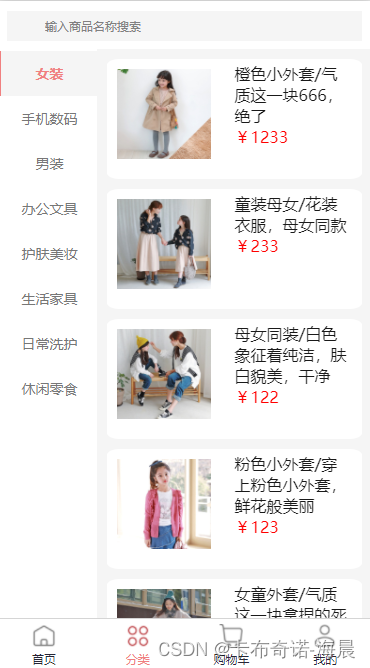 输入商品名称搜索
女装
手机数码
男装
办公文具
护肤美妆
生活家具
日常洗护
休闲零食
橙色小外套/气
质这一块666，
绝了
￥1233
童装母女/花装
衣服，母女同款
￥233
母女同装/白色
象征着纯洁，肤
白貌美，干净
￥122
粉色小外套/穿
上粉色小外套，
鲜花般美丽
￥123
女童外套/气质
这一块拿捏的死
首页
分类
购物车
我的
CSDN @卡布奇诺-海晨